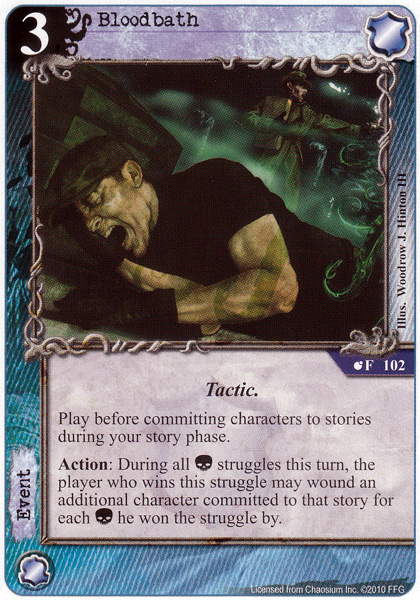 3
Bloodbath
Illus. Woodrow J. Hinton III
F 102
Tactic.
Play before committing characters to stories
during your story phase.
Action: During all struggles this turn, the
player who wins this struggle may wound an
additional character committed to that story for
each he won the struggle by.
Event
Licensed from Chaosium Inc. ©2010 FFG